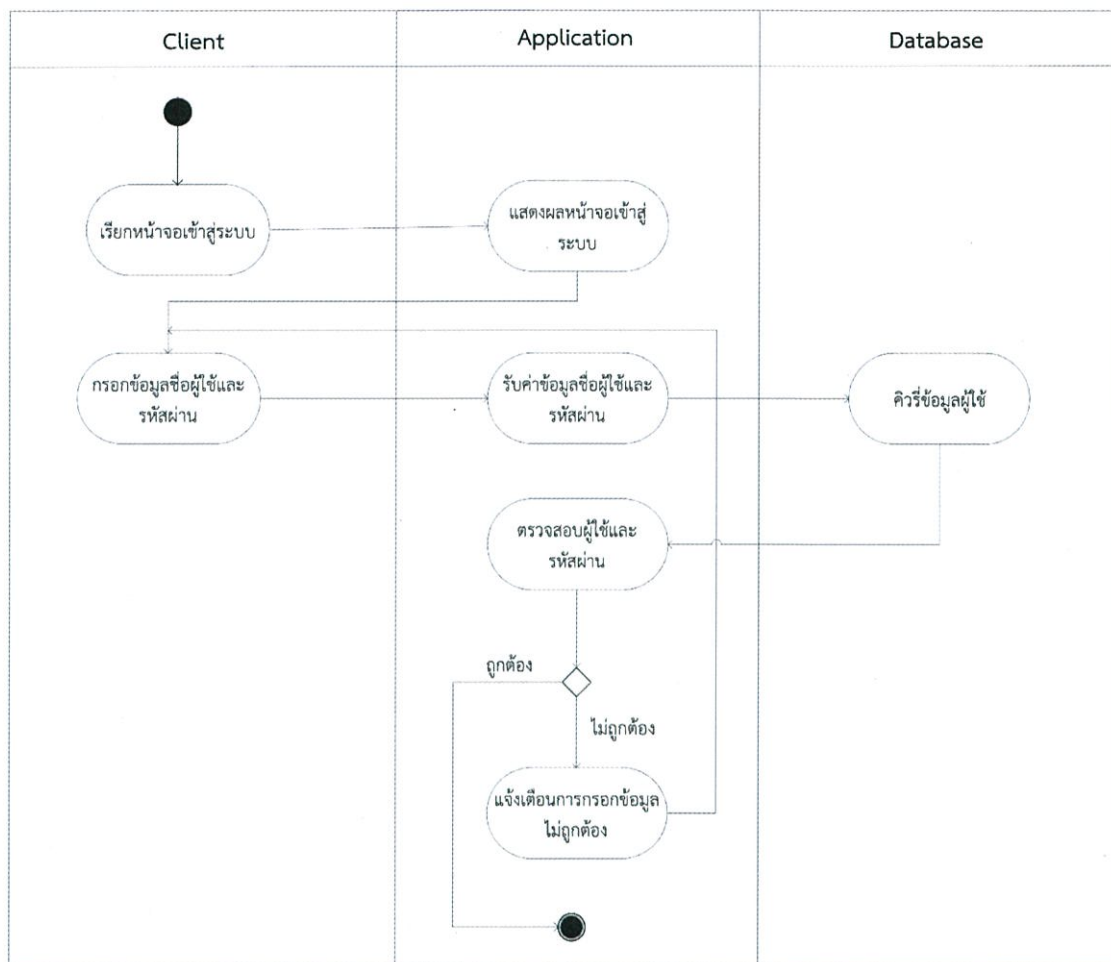 Client
Application
Database
เรียกหน้าจอเข้าสู่ระบบ
แสดงผลหน้าจอเข้าสู่
ระบบ
กรอกข้อมูลชื่อผู้ใช้และ
รหัสผ่าน
รับค่าข้อมูลชื่อผู้ใช้และ
รหัสผ่าน
คิวรี่ข้อมูลผู้ใช้
ตรวจสอบผู้ใช้และ
รหัสผ่าน
ถูกต้อง
ไม่ถูกต้อง
แจ้งเตือนการกรอกข้อมูล
ไม่ถูกต้อง